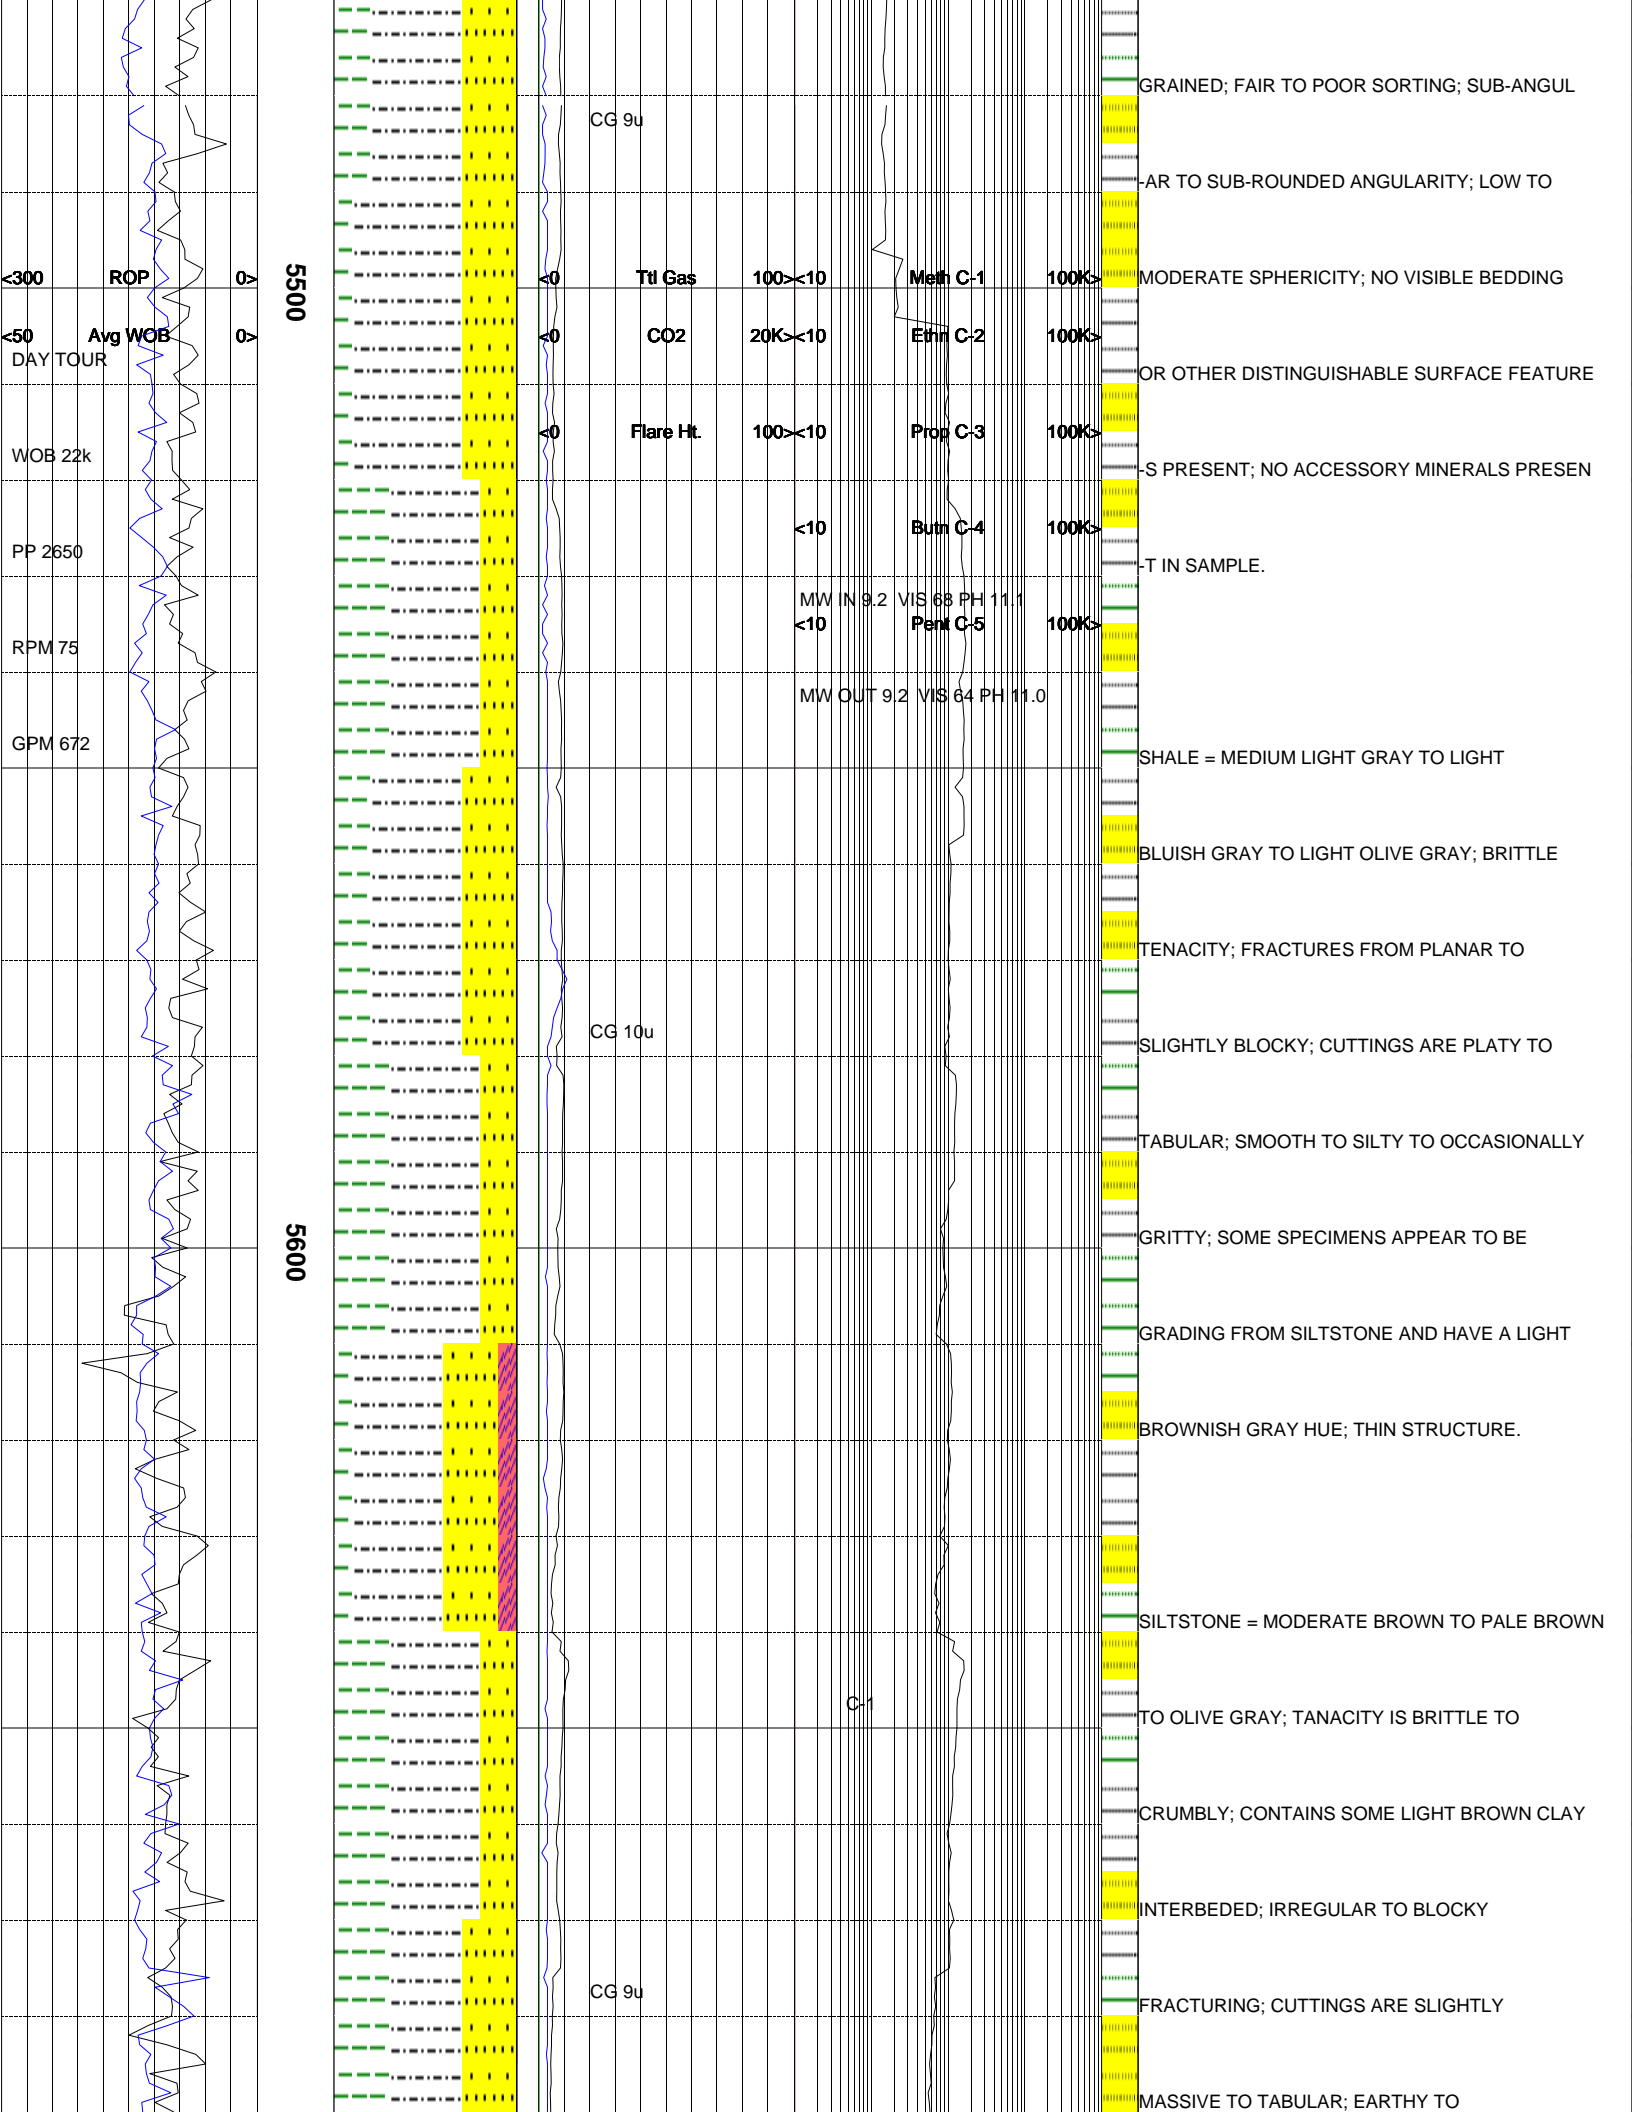 GRAINED; FAIR TO POOR SORTING; SUB-ANGUL
CG 9u
-AR TO SUB-ROUNDED ANGULARITY; LOW TO
<300 ROP 0> 5500 <0 Ttl Gas 100><10 Meth C-1 100K> MODERATE SPHERICITY; NO VISIBLE BEDDING
<50 Avg WOB 0> <0 CO2 20K><10 Ethn C-2 100K>
DAY TOUR
OR OTHER DISTINGUISHABLE SURFACE FEATURE
<0 Flare Ht. 100><10 Prop C-3 100K>
WOB 22k
-S PRESENT; NO ACCESSORY MINERALS PRESEN
<10 Butn C-4 100K>
PP 2650
-T IN SAMPLE.
MW IN 9.2 VIS 68 PH 11.1
<10 Pent C-5 100K>
RPM 75
MW OUT 9.2 VIS 64 PH 11.0
GPM 672
SHALE = MEDIUM LIGHT GRAY TO LIGHT
BLUISH GRAY TO LIGHT OLIVE GRAY; BRITTLE
TENACITY; FRACTURES FROM PLANAR TO
CG 10u
SLIGHTLY BLOCKY; CUTTINGS ARE PLATY TO
TABULAR; SMOOTH TO SILTY TO OCCASIONALLY
5600
GRITTY; SOME SPECIMENS APPEAR TO BE
GRADING FROM SILTSTONE AND HAVE A LIGHT
BROWNISH GRAY HUE; THIN STRUCTURE.
SILTSTONE = MODERATE BROWN TO PALE BROWN
C-1
TO OLIVE GRAY; TANACITY IS BRITTLE TO
CRUMBLY; CONTAINS SOME LIGHT BROWN CLAY
INTERBEDED; IRREGULAR TO BLOCKY
CG 9u
FRACTURING; CUTTINGS ARE SLIGHTLY
MASSIVE TO TABULAR; EARTHY TO